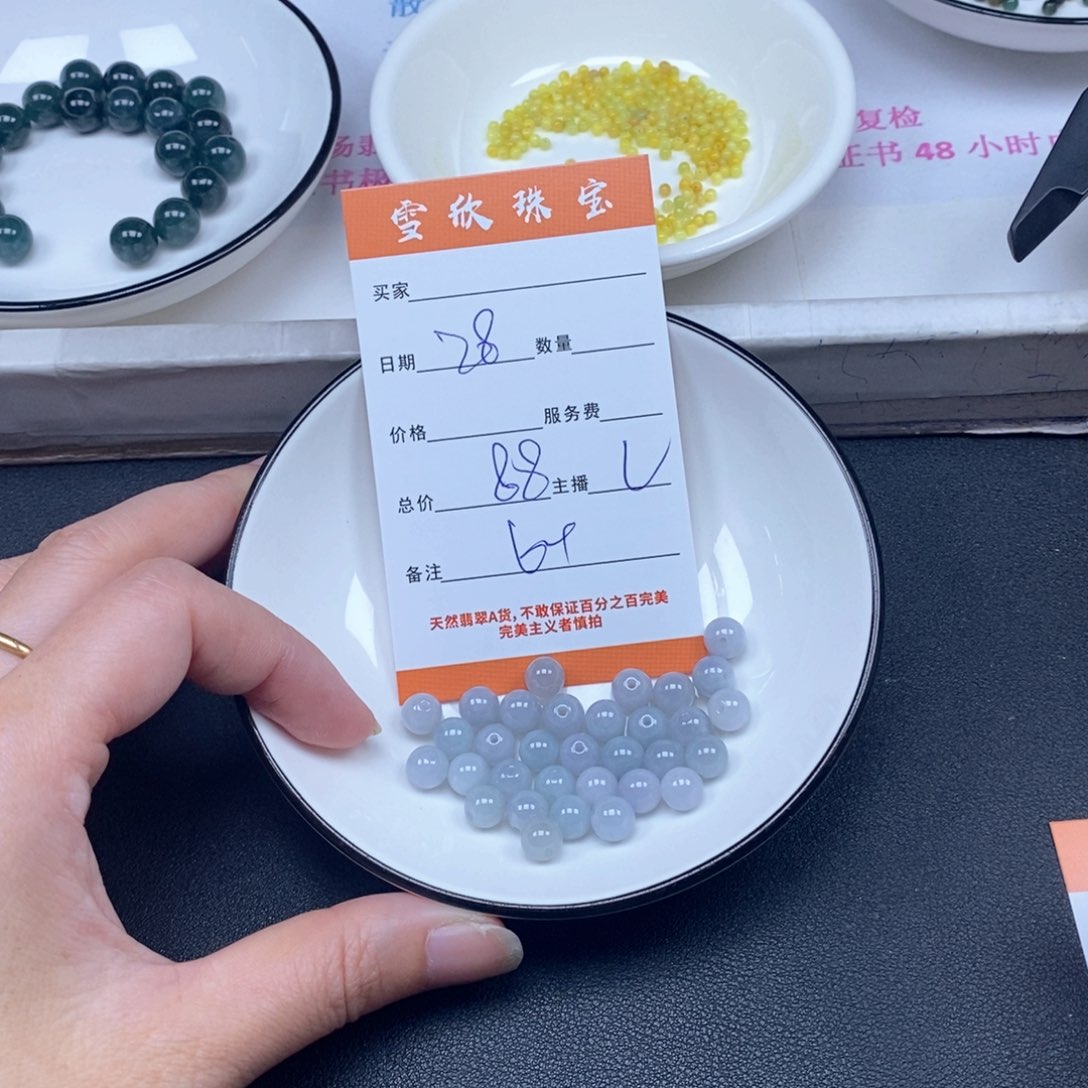 散
复检
证书 48 小时
雪欣珠宝
买家
日期 28 数量
价格 服务费
总价 88 主播
备注
天然翡翠A货,不敢保证百分之百完美
完美主义者慎拍